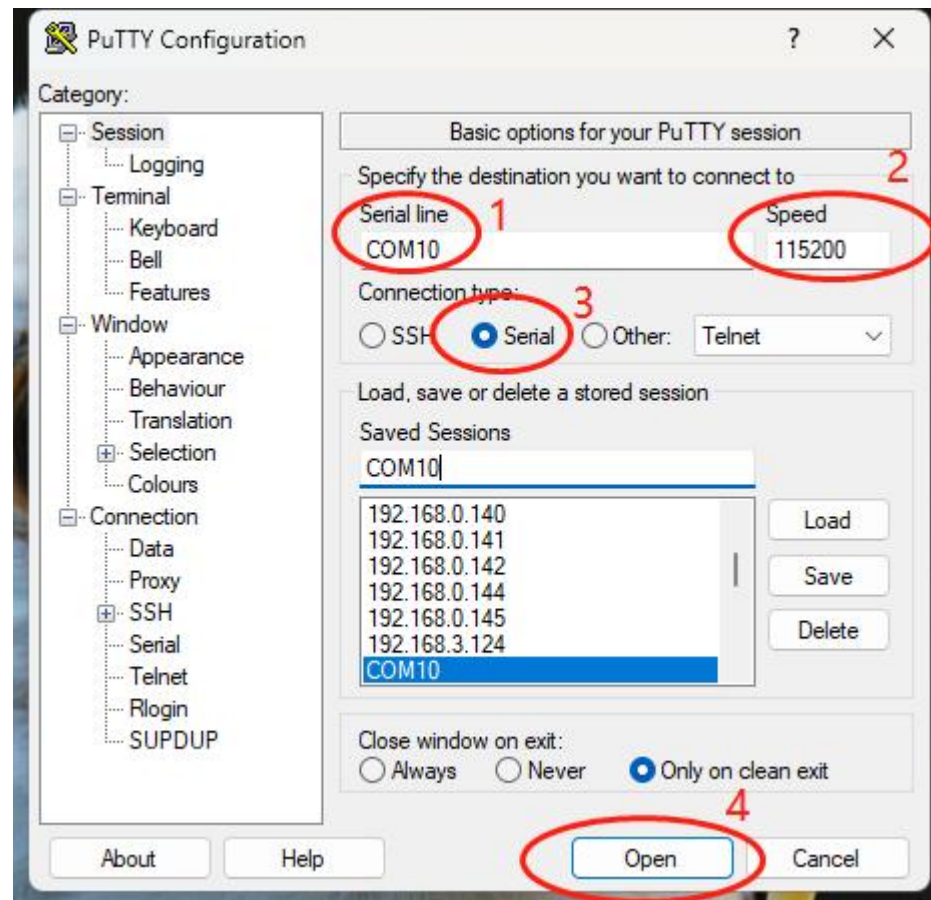 PuTTY Configuration ? ×
Category:
Session
Logging
Terminal
Keyboard
Bell
Features
Window
Appearance
Behaviour
Translation
Selection
Colours
Connection
Data
Proxy
SSH
Serial
Telnet
Rlogin
SUPDUP
Basic options for your PuTTY session
Specify the destination you want to connect to
2
Serial line 1 Speed
COM10 115200
Connection type:
3
SSH Serial Other: Telnet
Load, save or delete a stored session
Saved Sessions
COM10
192.168.0.140
192.168.0.141
192.168.0.142
192.168.0.144
192.168.0.145
192.168.3.124
COM10
Load
Save
Delete
Close window on exit:
Always Never Only on clean exit
4
About Help Open Cancel